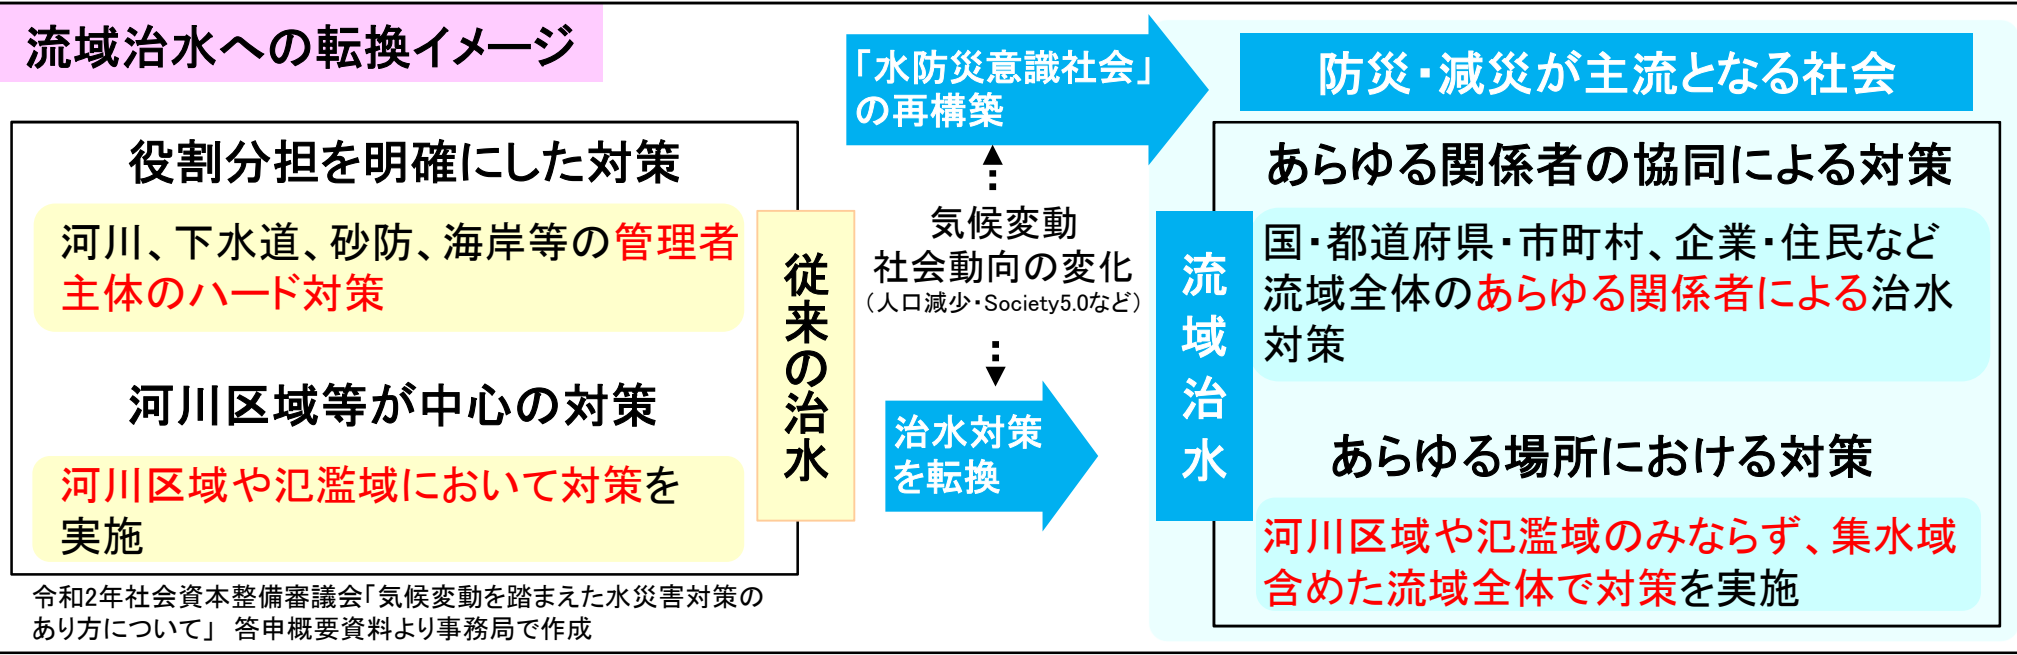 流域治水への転換イメージ
役割分担を明確にした対策
河川、下水道、砂防、海岸等の管理者
主体のハード対策
河川区域等が中心の対策
河川区域や氾濫域において対策を
実施
従来の治水
令和2年社会資本整備審議会「気候変動を踏まえた水災害対策の
あり方について」 答申概要資料より事務局で作成
「水防災意識社会」
の再構築
気候変動
社会動向の変化
（人口減少・Society5.0など）
治水対策
を転換
防災・減災が主流となる社会
流域治水
あらゆる関係者の協同による対策
国・都道府県・市町村、企業・住民など
流域全体のあらゆる関係者による治水
対策
あらゆる場所における対策
河川区域や氾濫域のみならず、集水域
含めた流域全体で対策を実施